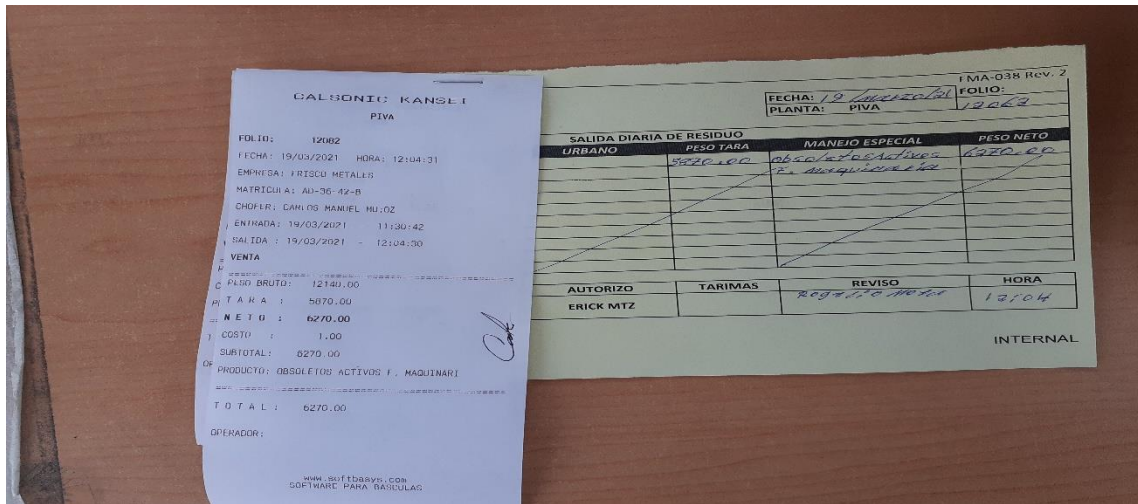 CALSONIC KANSEI
PIVA
FOLIO: 12082
FECHA: 19/03/2021 HORA: 12:04:31
EMPRESA: FRISCO METALES
MATRICULA: AD-36-42-B
CHOFER: CARLOS MANUEL MU:OZ
ENTRADA: 19/03/2021 - 11:30:42
SALIDA : 19/03/2021 - 12:04:30
VENTA
PESO BRUTO: 12140.00
T A R A : 5870.00
N E T O : 6270.00
COSTO : 1.00
SUBTOTAL: 6270.00
PRODUCTO: OBSOLETOS ACTIVOS F. MAQUINARI
T O T A L : 6270.00
OPERADOR:
www.softbasys.com
SOFTWARE PARA BASCULAS
FMA-038 Rev. 2
FECHA: 19/marzo/21 FOLIO:
PLANTA: PIVA
SALIDA DIARIA DE RESIDUO
URBANO PESO TARA MANEJO ESPECIAL PESO NETO
5870.00 obsoletos Activos 6270.00
F. Maquinaria
AUTORIZO TARIMAS REVISO HORA
ERICK MTZ Rogelio Mota 12:04
INTERNAL